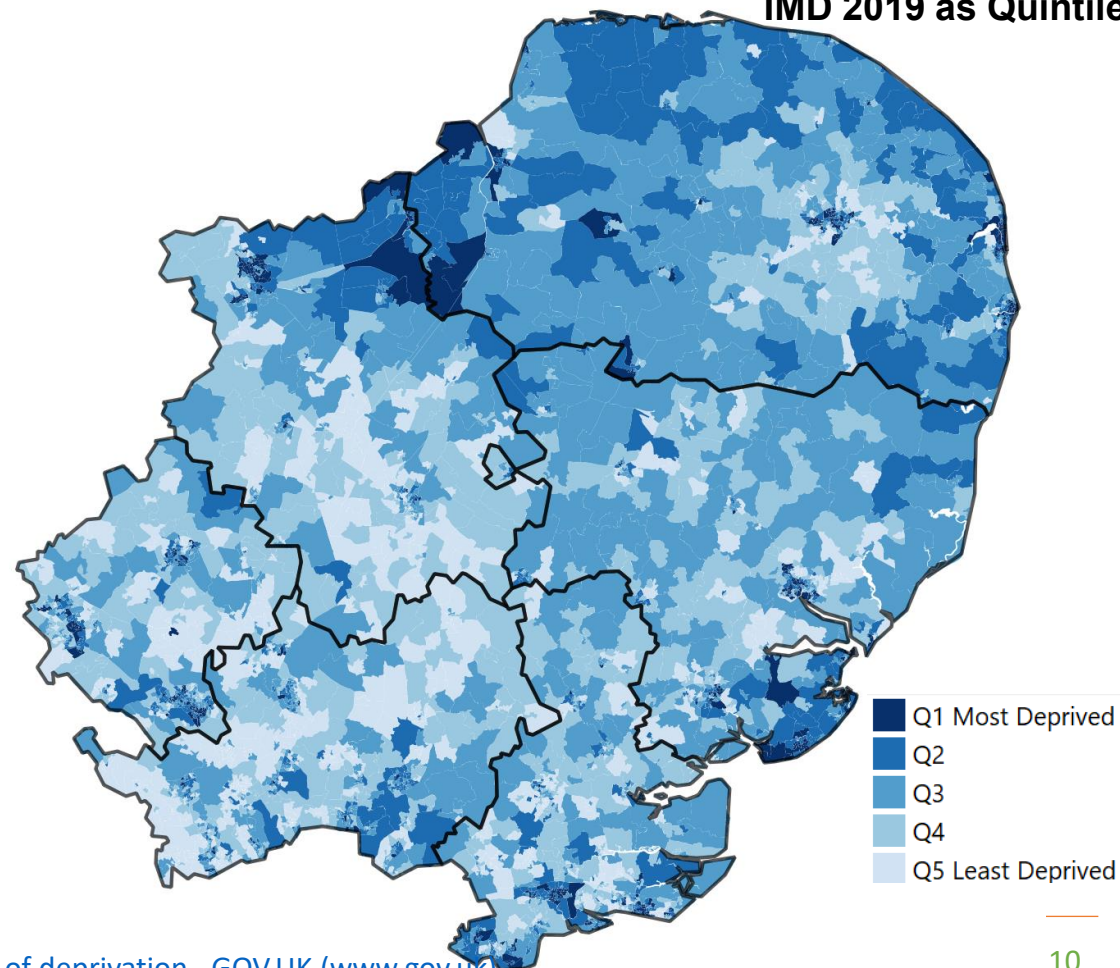 IMD 2019 as Quintile
Q1 Most Deprived
Q2
Q3
Q4
Q5 Least Deprived
of deprivation - GOV.UK (www.gov.uk)
10